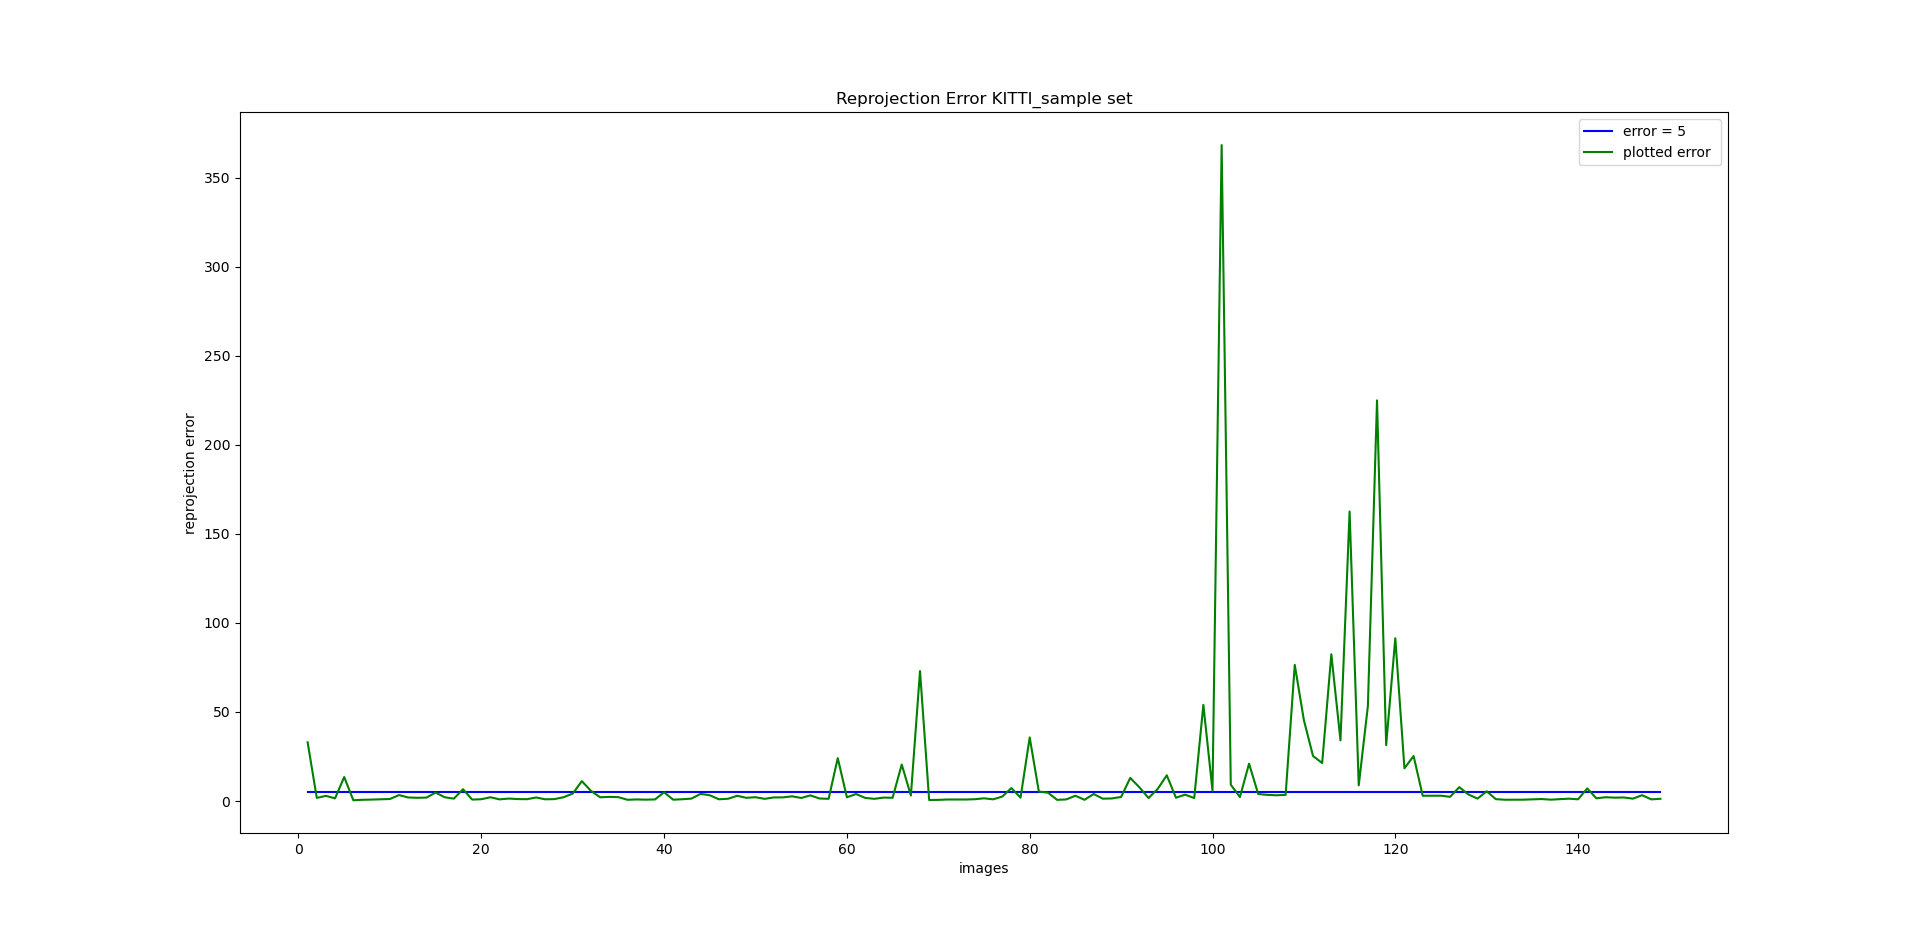 Reprojection Error KITTI_sample set
error = 5
plotted error
350
300
250
200
150
100
50
0
reprojection error
0 20 40 60 80 100 120 140
images